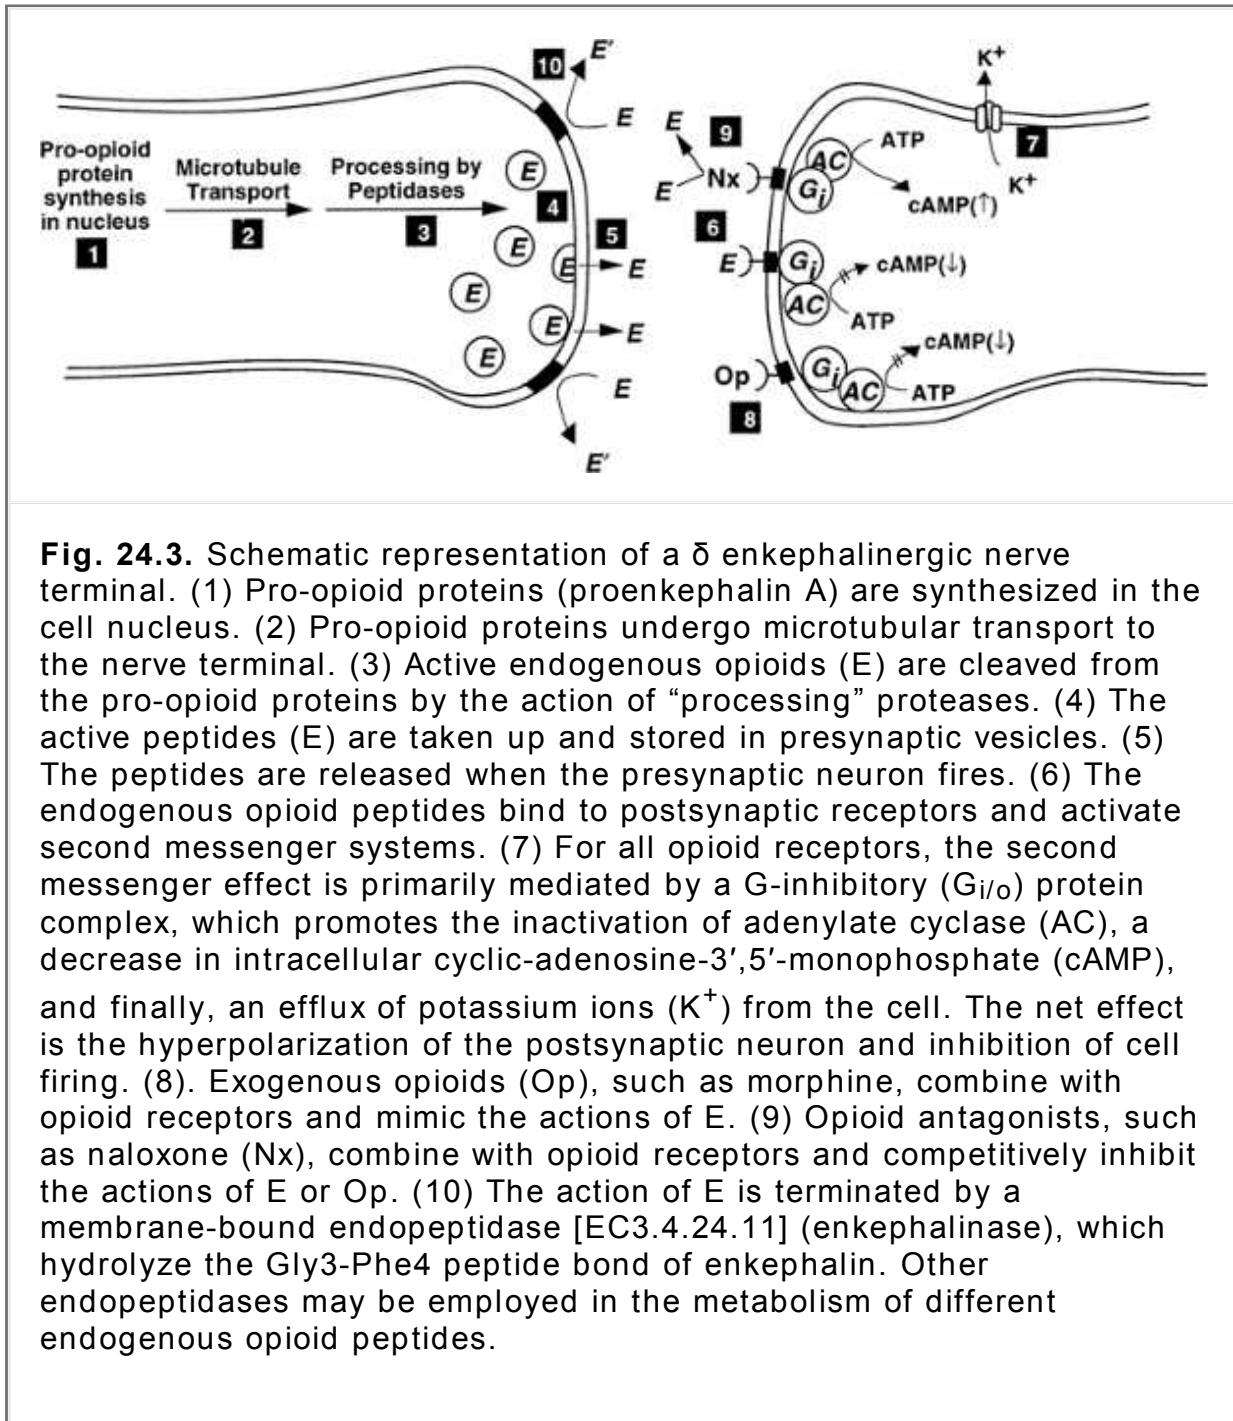 E'
10
E
K+
Pro-opioid
protein
synthesis
in nucleus
1
Microtubule
Transport
2
Processing by
Peptidases
3
E
4
E
E
E
E
E
5
E
E
E
E'
E
9
E
Nx
6
E
Op
8
AC
Gi
ATP
cAMP(↑)
K+
7
Gi
AC
cAMP(↓)
ATP
Gi
AC
cAMP(↓)
ATP
Fig. 24.3. Schematic representation of a δ enkephalinergic nerve
terminal. (1) Pro-opioid proteins (proenkephalin A) are synthesized in the
cell nucleus. (2) Pro-opioid proteins undergo microtubular transport to
the nerve terminal. (3) Active endogenous opioids (E) are cleaved from
the pro-opioid proteins by the action of “processing” proteases. (4) The
active peptides (E) are taken up and stored in presynaptic vesicles. (5)
The peptides are released when the presynaptic neuron fires. (6) The
endogenous opioid peptides bind to postsynaptic receptors and activate
second messenger systems. (7) For all opioid receptors, the second
messenger effect is primarily mediated by a G-inhibitory (Gi/o) protein
complex, which promotes the inactivation of adenylate cyclase (AC), a
decrease in intracellular cyclic-adenosine-3′,5′-monophosphate (cAMP),
and finally, an efflux of potassium ions (K+) from the cell. The net effect
is the hyperpolarization of the postsynaptic neuron and inhibition of cell
firing. (8). Exogenous opioids (Op), such as morphine, combine with
opioid receptors and mimic the actions of E. (9) Opioid antagonists, such
as naloxone (Nx), combine with opioid receptors and competitively inhibit
the actions of E or Op. (10) The action of E is terminated by a
membrane-bound endopeptidase [EC3.4.24.11] (enkephalinase), which
hydrolyze the Gly3-Phe4 peptide bond of enkephalin. Other
endopeptidases may be employed in the metabolism of different
endogenous opioid peptides.